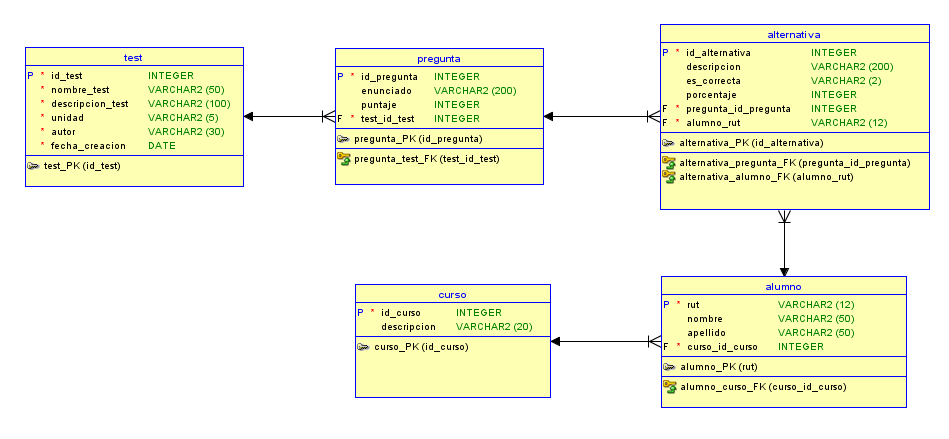 test
P * id_test INTEGER
* nombre_test VARCHAR2 (50)
* descripcion_test VARCHAR2 (100)
* unidad VARCHAR2 (5)
* autor VARCHAR2 (30)
* fecha_creacion DATE
test_PK (id_test)
pregunta
P * id_pregunta INTEGER
enunciado VARCHAR2 (200)
puntaje INTEGER
F * test_id_test INTEGER
pregunta_PK (id_pregunta)
pregunta_test_FK (test_id_test)
alternativa
P * id_alternativa INTEGER
descripcion VARCHAR2 (200)
es_correcta VARCHAR2 (2)
porcentaje INTEGER
F * pregunta_id_pregunta INTEGER
F * alumno_rut VARCHAR2 (12)
alternativa_PK (id_alternativa)
alternativa_pregunta_FK (pregunta_id_pregunta)
alternativa_alumno_FK (alumno_rut)
curso
P * id_curso INTEGER
descripcion VARCHAR2 (20)
curso_PK (id_curso)
alumno
P * rut VARCHAR2 (12)
nombre VARCHAR2 (50)
apellido VARCHAR2 (50)
F * curso_id_curso INTEGER
alumno_PK (rut)
alumno_curso_FK (curso_id_curso)